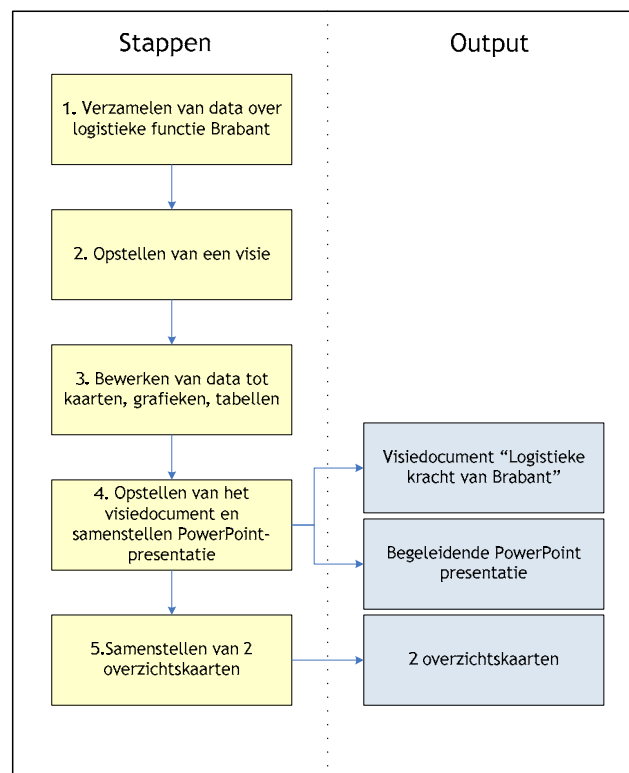 Stappen
Output
1. Verzamelen van data over
logistieke functie Brabant
2. Opstellen van een visie
3. Bewerken van data tot
kaarten, grafieken, tabellen
4. Opstellen van het
visiedocument en
samenstellen PowerPoint-
presentatie
Visiedocument “Logistieke
kracht van Brabant”
Begeleidende PowerPoint
presentatie
5.Samenstellen van 2
overzichtskaarten
2 overzichtskaarten